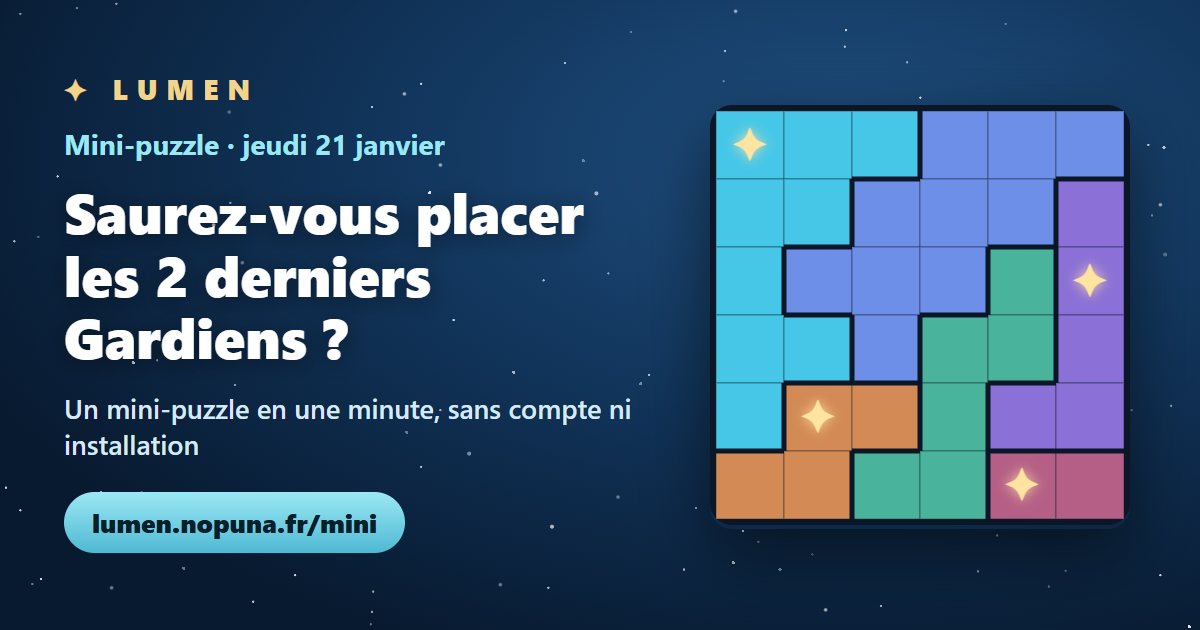 LUMEN
Mini-puzzle · jeudi 21 janvier
Saurez-vous placer
les 2 derniers
Gardiens ?
Un mini-puzzle en une minute, sans compte ni
installation
lumen.nopuna.fr/mini